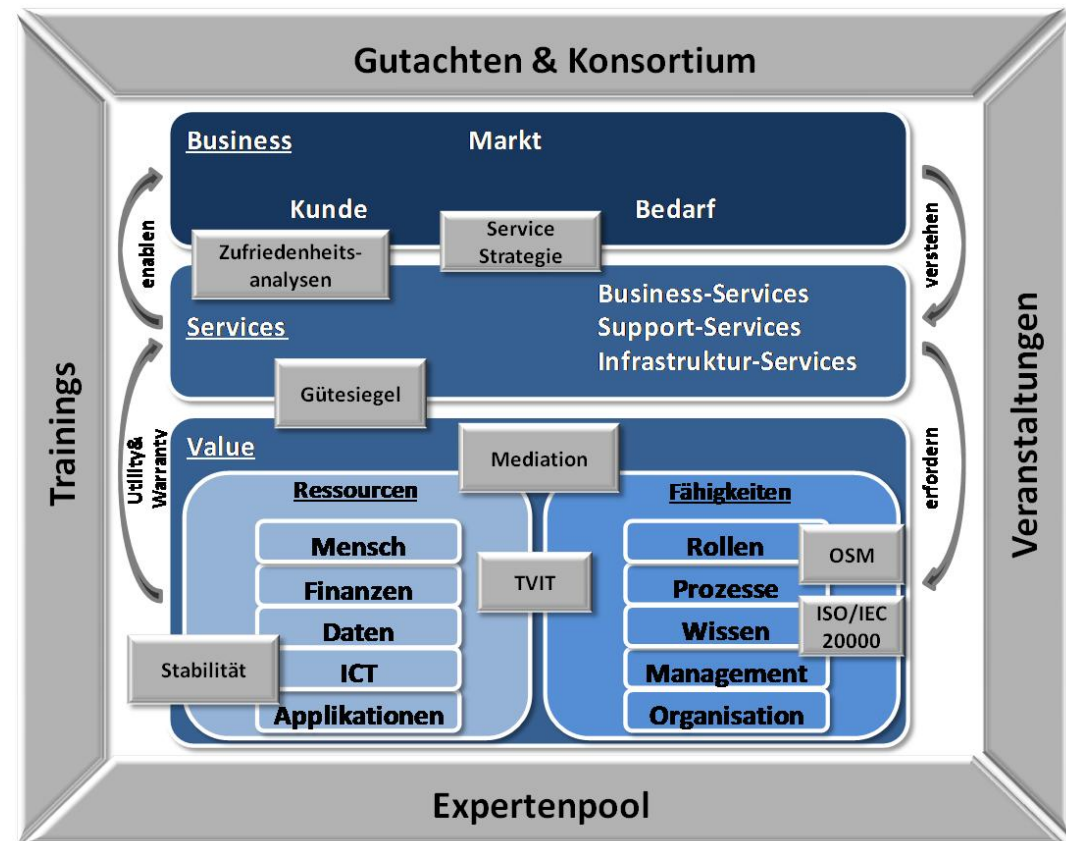 Gutachten & Konsortium
Trainings
Veranstaltungen
Business
Markt
Kunde
Bedarf
Zufriedenheits-
analysen
Service
Strategie
enablen
verstehen
Services
Business-Services
Support-Services
Infrastruktur-Services
Gütesiegel
Utility&
Warranty
erfordern
Value
Mediation
Ressourcen
Mensch
Finanzen
Daten
ICT
Applikationen
Stabilität
TVIT
Fähigkeiten
Rollen
Prozesse
Wissen
Management
Organisation
OSM
ISO/IEC
20000
Expertenpool